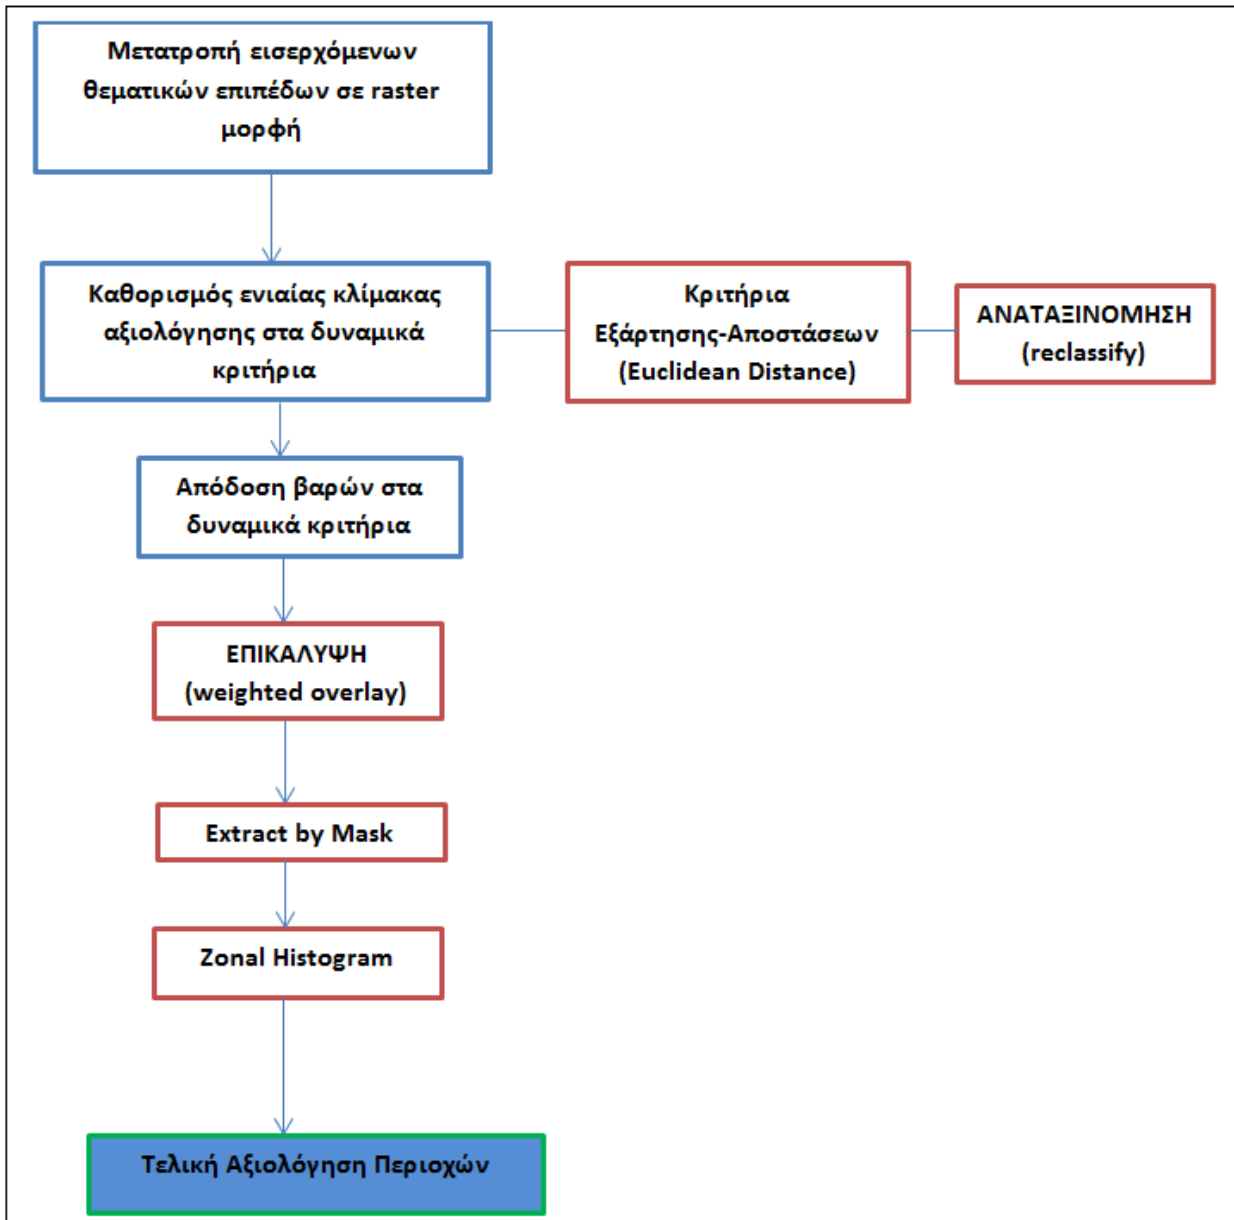 Μετατροπή εισερχόμενων
θεματικών επιπέδων σε raster
μορφή
Καθορισμός ενιαίας κλίμακας
αξιολόγησης στα δυναμικά
κριτήρια
Κριτήρια
Εξάρτησης-Αποστάσεων
(Euclidean Distance)
ΑΝΑΤΑΞΙΝΟΜΗΣΗ
(reclassify)
Απόδοση βαρών στα
δυναμικά κριτήρια
ΕΠΙΚΑΛΥΨΗ
(weighted overlay)
Extract by Mask
Zonal Histogram
Τελική Αξιολόγηση Περιοχών